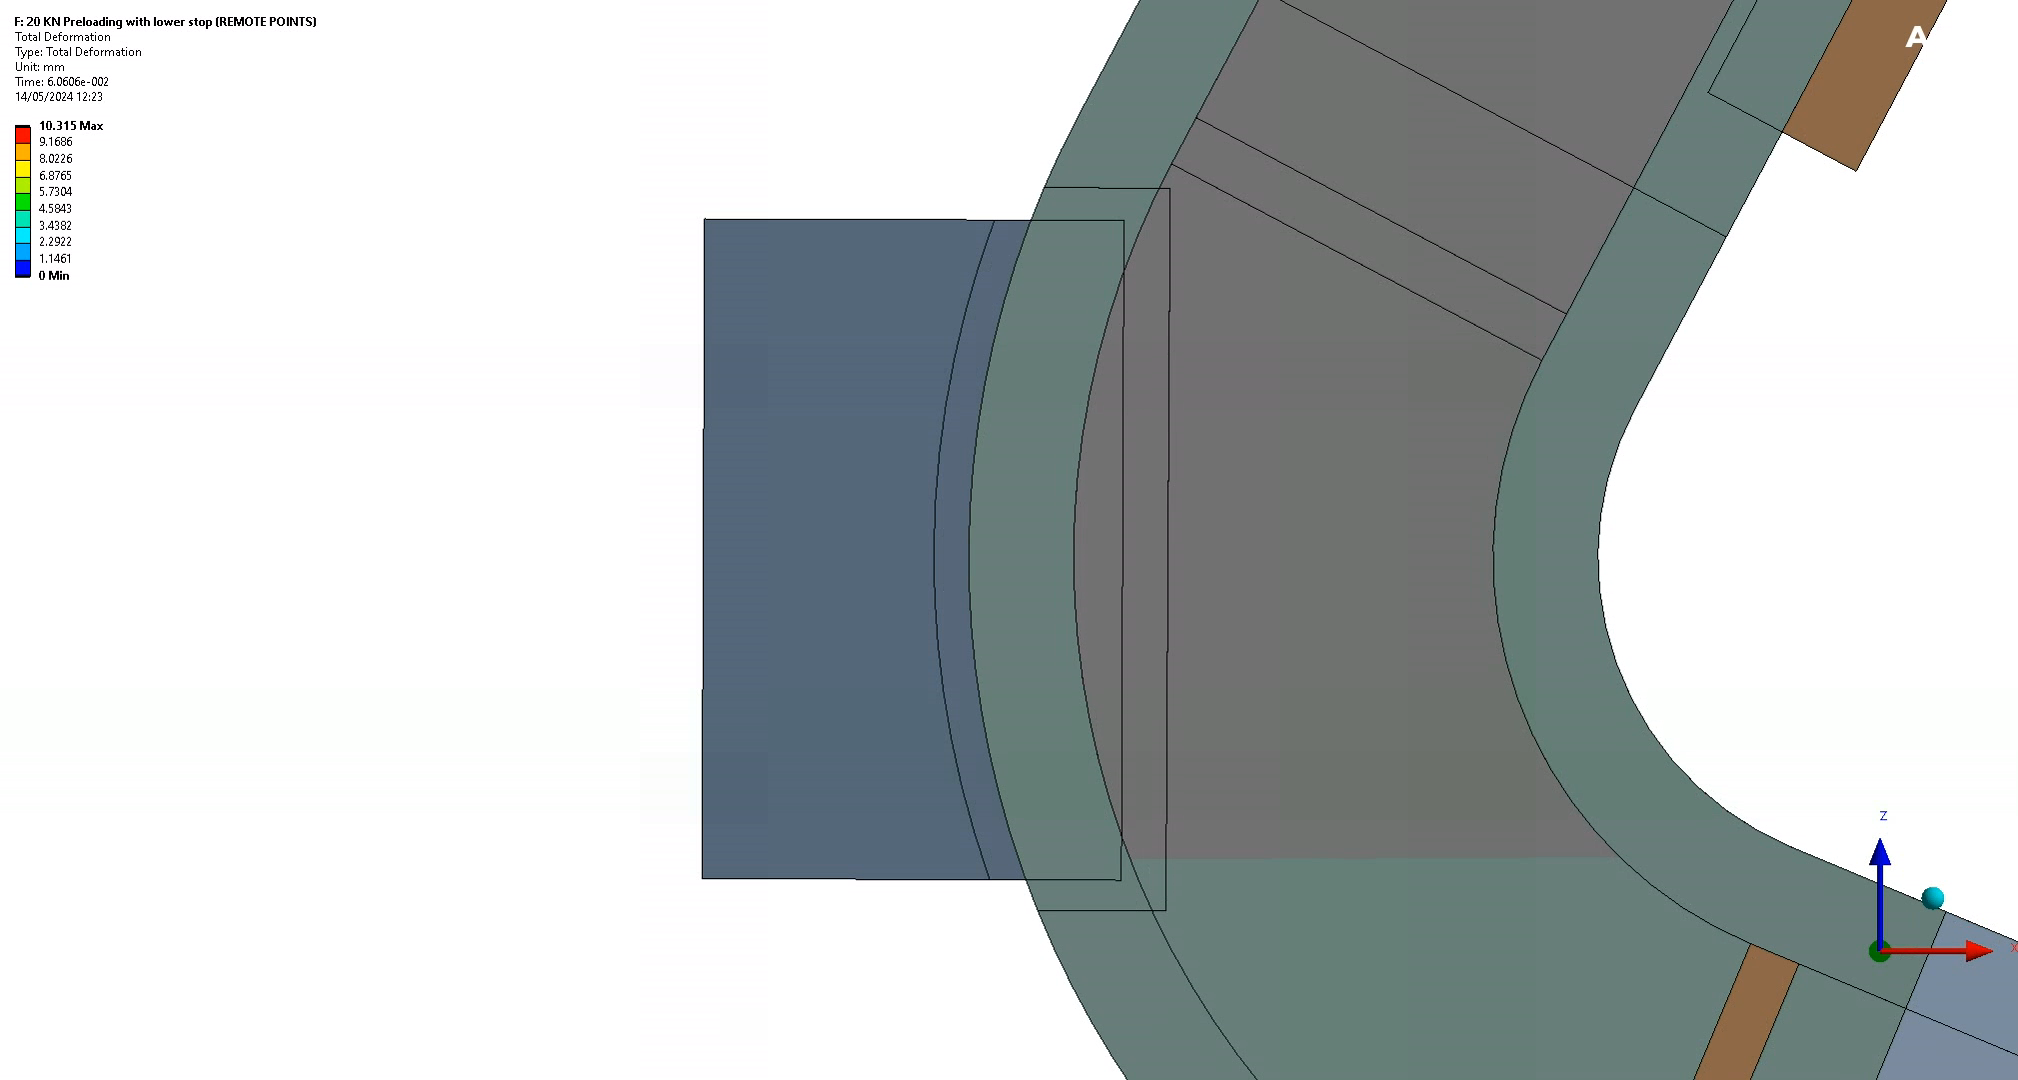 F: 20 KN Preloading with lower stop (REMOTE POINTS)
Total Deformation
Type: Total Deformation
Unit: mm
Time: 6.0606e-002
14/05/2024 12:23
10.315 Max
9.1686
8.0226
6.8765
5.7304
4.5843
3.4382
2.2922
1.1461
0 Min
A
Z
X